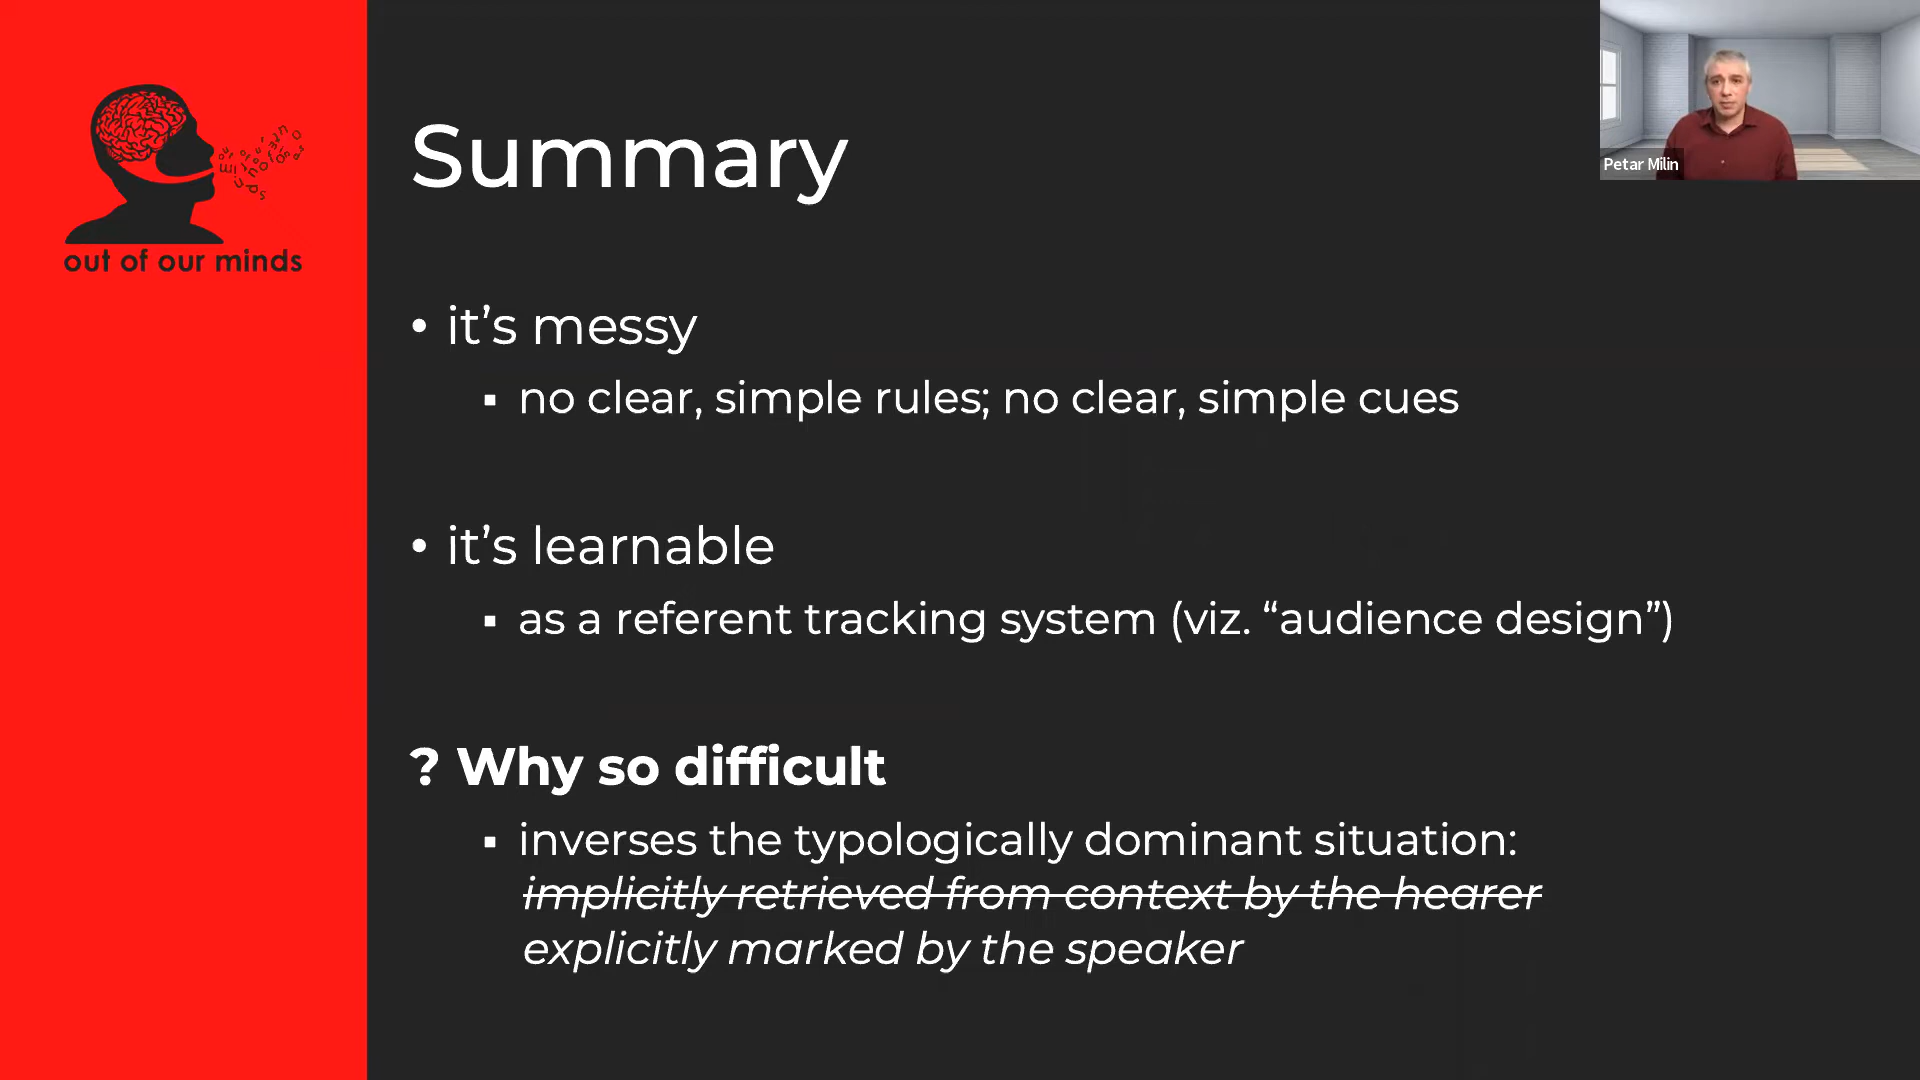 out of our minds
Summary
Petar Milin
• it’s messy
▪ no clear, simple rules; no clear, simple cues
• it’s learnable
▪ as a referent tracking system (viz. “audience design”)
? Why so difficult
▪ inverses the typologically dominant situation:
implicitly retrieved from context by the hearer
explicitly marked by the speaker